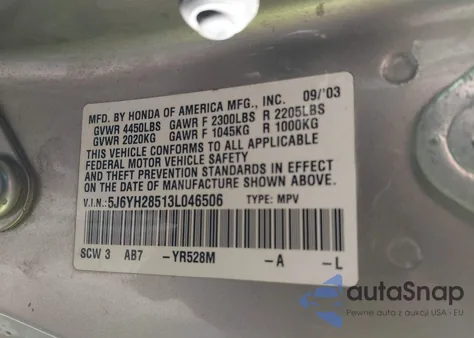 MFD. BY HONDA OF AMERICA MFG., INC. 09/'03
GVWR 4450LBS GAWR F 2300LBS R 2205LBS
GVWR 2020KG GAWR F 1045KG R 1000KG
THIS VEHICLE CONFORMS TO ALL APPLICABLE
FEDERAL MOTOR VEHICLE SAFETY
AND THEFT PREVENTION STANDARDS IN EFFECT
ON THE DATE OF MANUFACTURE SHOWN ABOVE.
V.I.N.: 5J6YH28513L046506 TYPE: MPV
SCW 3 AB7 -YR528M -A -L
autoSnap
Pewne auta z aukcji USA - EU